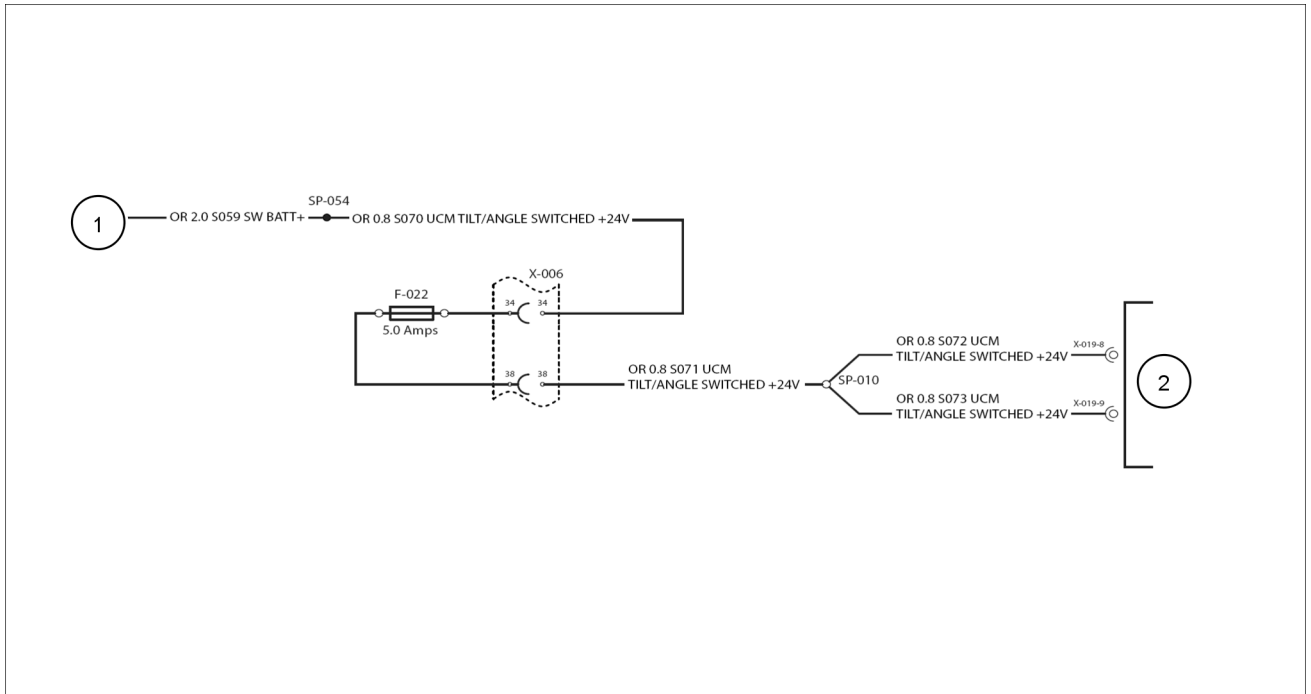 SP-054
1
OR 2.0 S059 SW BATT+
OR 0.8 S070 UCM TILT/ANGLE SWITCHED +24V
X-006
F-022
34 34
5.0 Amps
38 38
OR 0.8 S071 UCM
TILT/ANGLE SWITCHED +24V
SP-010
OR 0.8 S072 UCM
TILT/ANGLE SWITCHED +24V
X-019-8
OR 0.8 S073 UCM
TILT/ANGLE SWITCHED +24V
X-019-9
2